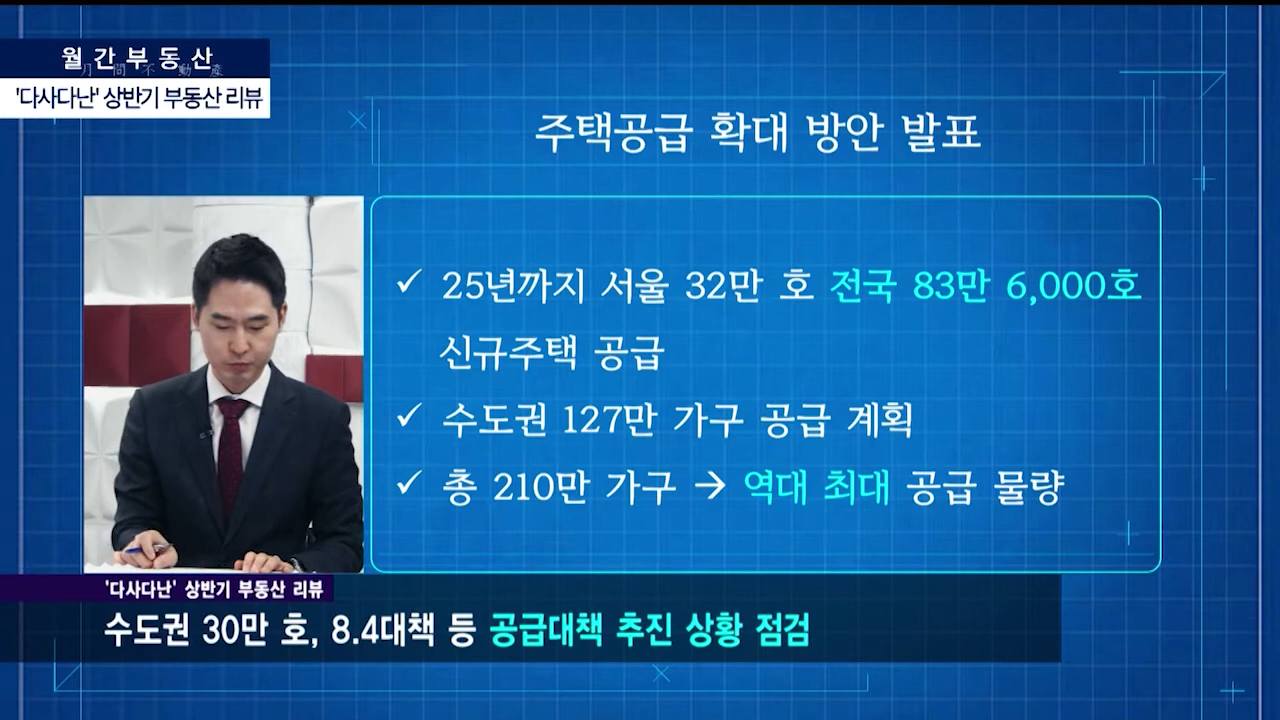 월간부동산
月間不動産
'다사다난' 상반기 부동산 리뷰
주택공급 확대 방안 발표
✓ 25년까지 서울 32만 호 전국 83만 6,000호
신규주택 공급
✓ 수도권 127만 가구 공급 계획
✓ 총 210만 가구 → 역대 최대 공급 물량
'다사다난' 상반기 부동산 리뷰
수도권 30만 호, 8.4대책 등 공급대책 추진 상황 점검